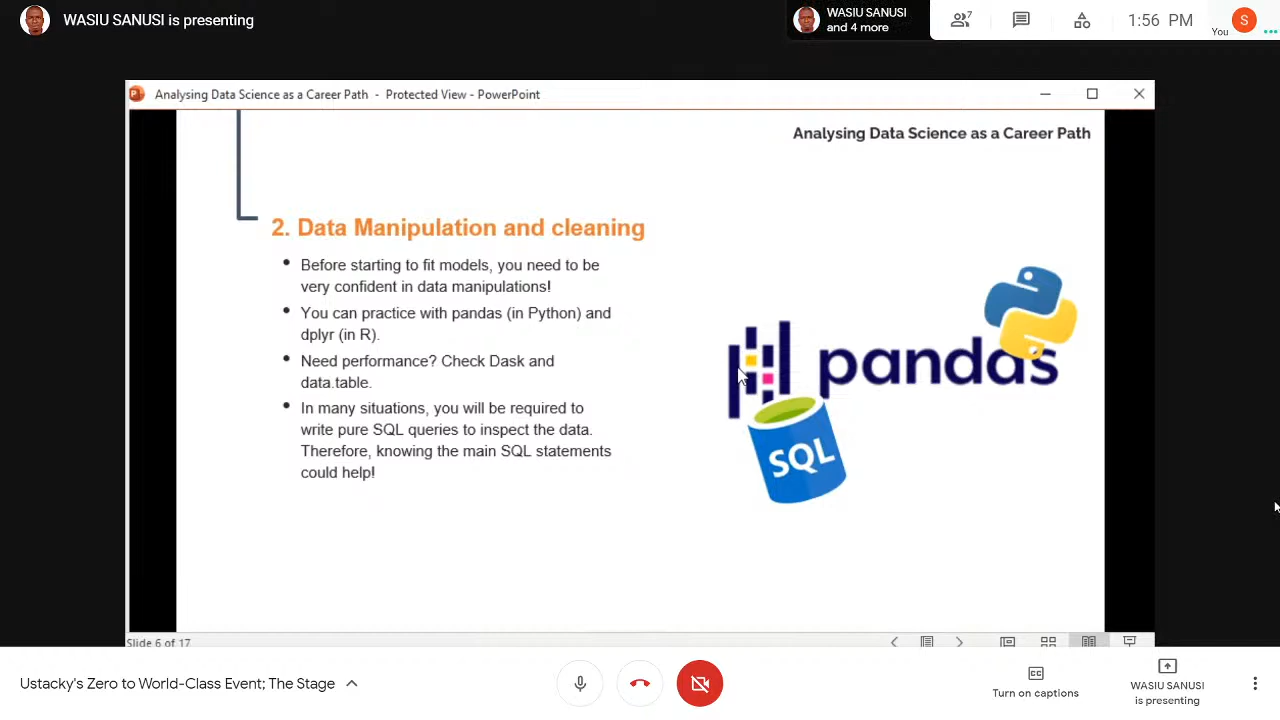 WASIU SANUSI is presenting
WASIU SANUSI
and 4 more
7
1:56 PM
You
S
Analysing Data Science as a Career Path - Protected View - PowerPoint
Analysing Data Science as a Career Path
2. Data Manipulation and cleaning
• Before starting to fit models, you need to be
very confident in data manipulations!
• You can practice with pandas (in Python) and
dplyr (in R).
• Need performance? Check Dask and
data.table.
• In many situations, you will be required to
write pure SQL queries to inspect the data.
Therefore, knowing the main SQL statements
could help!
pandas
SQL
Slide 6 of 17
Ustacky's Zero to World-Class Event; The Stage
Turn on captions
WASIU SANUSI
is presenting